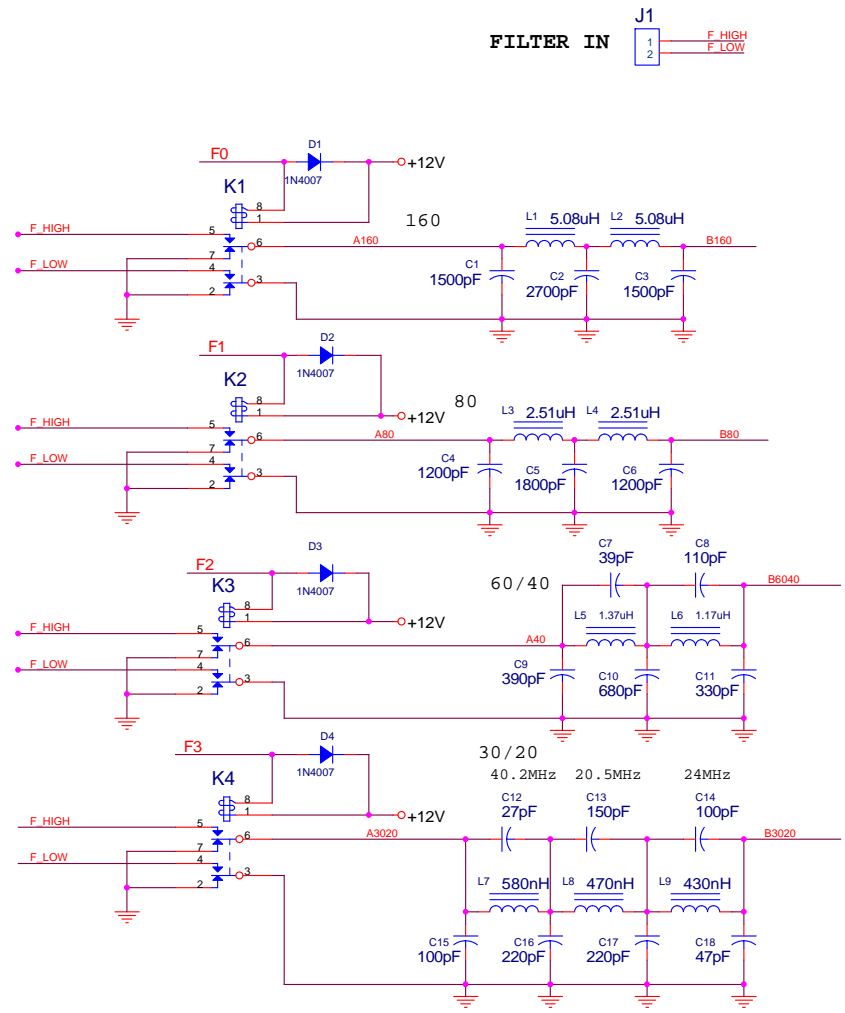 J1
FILTER IN
1 F_HIGH
2 F_LOW
F0
D1
1N4007
+12V
K1
8
1
160
F_HIGH
5
6
A160
7
F_LOW
4
3
2
L1 5.08uH
L2 5.08uH
B160
C1
1500pF
C2
2700pF
C3
1500pF
F1
D2
1N4007
+12V
K2
8
1
80
F_HIGH
5
6
A80
7
F_LOW
4
3
2
L3 2.51uH
L4 2.51uH
B80
C4
1200pF
C5
1800pF
C6
1200pF
F2
D3
1N4007
+12V
K3
8
1
60/40
F_HIGH
5
6
A40
7
F_LOW
4
3
2
C7
39pF
C8
110pF
B6040
L5 1.37uH
L6 1.17uH
C9
390pF
C10
680pF
C11
330pF
F3
D4
1N4007
+12V
K4
8
1
30/20
40.2MHz 20.5MHz 24MHz
F_HIGH
5
6
A3020
7
F_LOW
4
3
2
C12
27pF
C13
150pF
C14
100pF
B3020
L7 580nH
L8 470nH
L9 430nH
C15
100pF
C16
220pF
C17
220pF
C18
47pF